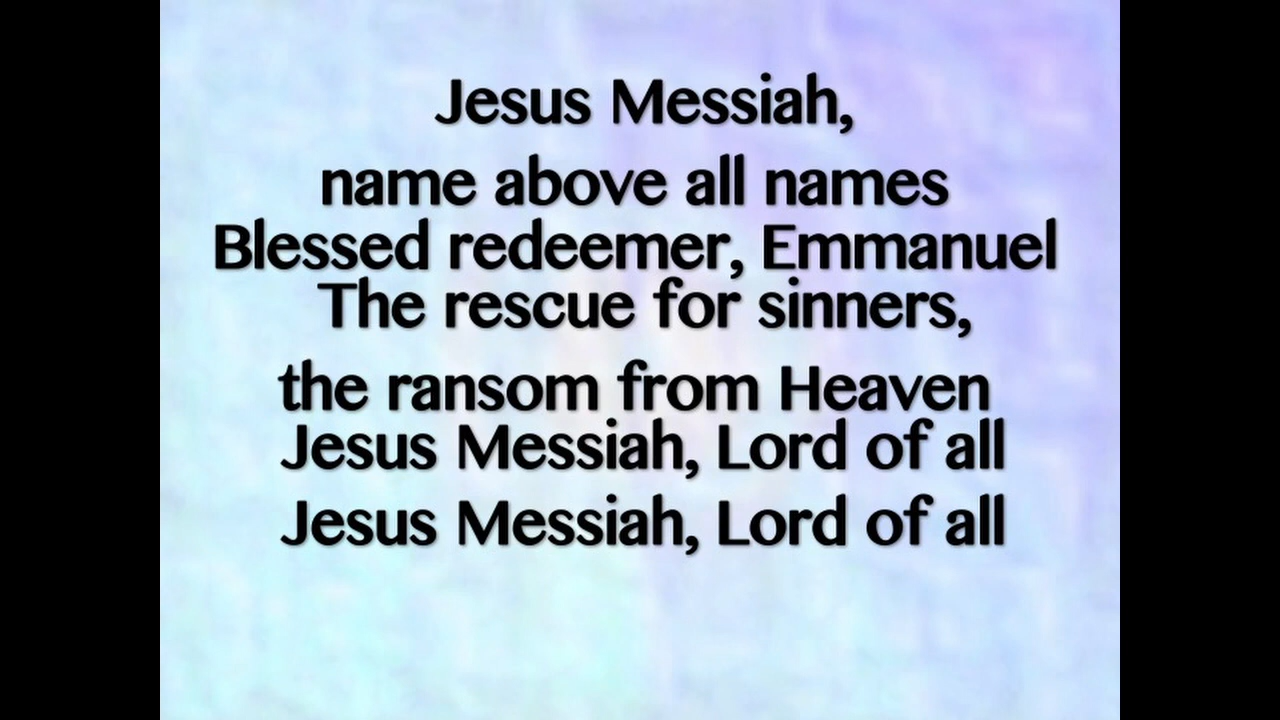 Jesus Messiah,
name above all names
Blessed redeemer, Emmanuel
The rescue for sinners,
the ransom from Heaven
Jesus Messiah, Lord of all
Jesus Messiah, Lord of all